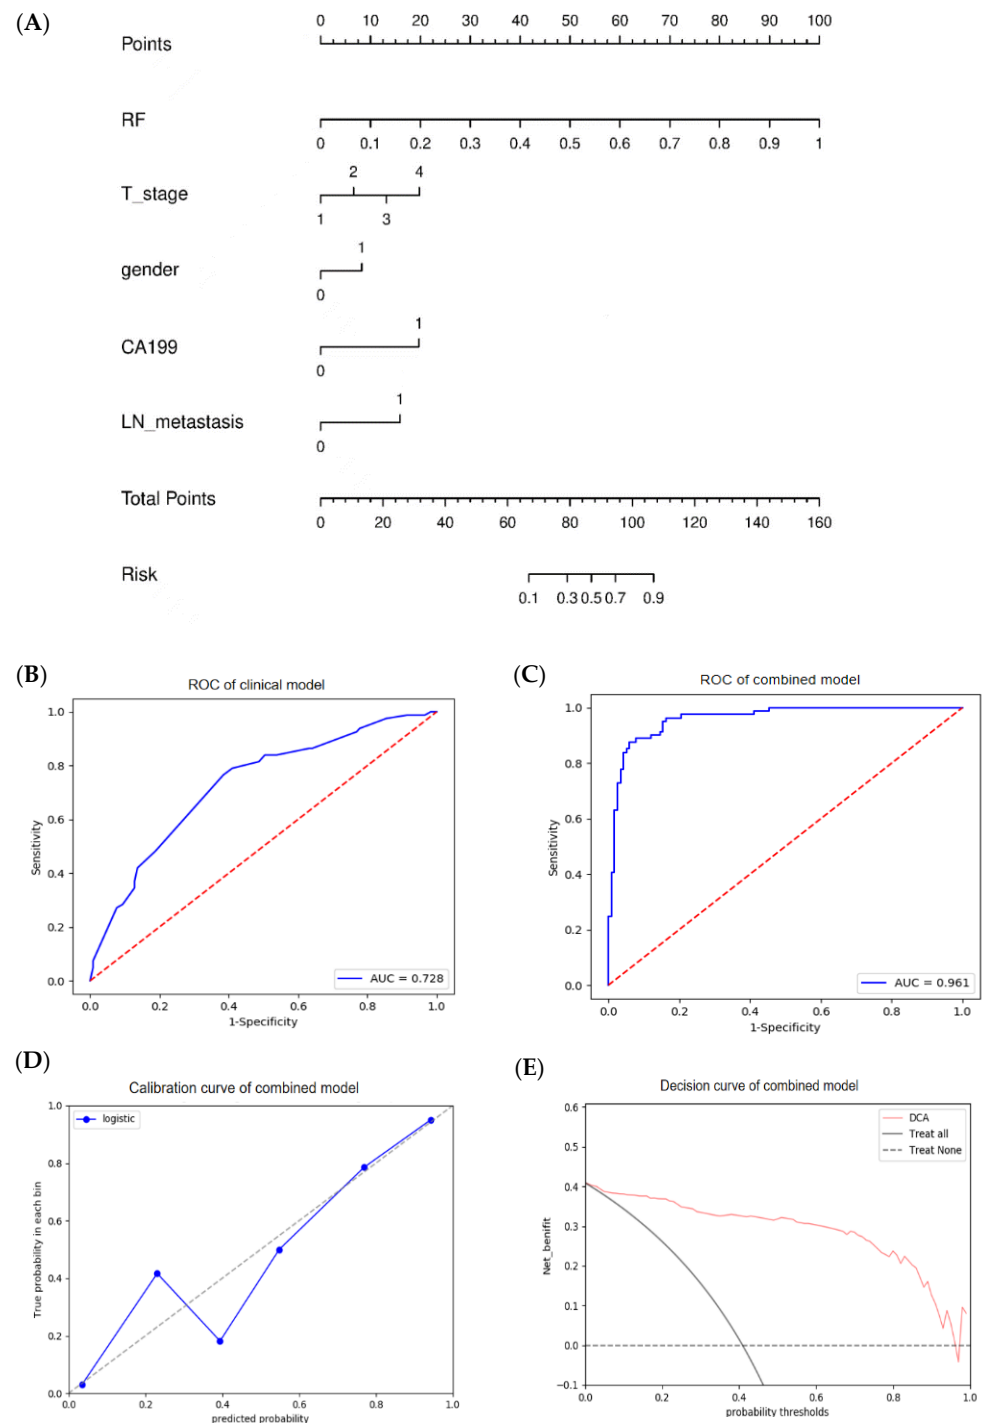 (A)
0 10 20 30 40 50 60 70 80 90 100
Points
RF
0 0.1 0.2 0.3 0.4 0.5 0.6 0.7 0.8 0.9 1
2 4
T_stage
1 3
1
gender
0
1
CA199
0
1
LN_metastasis
0
Total Points
0 20 40 60 80 100 120 140 160
Risk
0.1 0.3 0.5 0.7 0.9
(B)
ROC of clinical model
1.0
0.8
0.6
0.4
0.2
0.0
Sensitivity
AUC = 0.728
0.0 0.2 0.4 0.6 0.8 1.0
1-Specificity
(C)
ROC of combined model
1.0
0.8
0.6
0.4
0.2
0.0
Sensitivity
AUC = 0.961
0.0 0.2 0.4 0.6 0.8 1.0
1-Specificity
(D)
Calibration curve of combined model
logistic
1.0
0.8
0.6
0.4
0.2
0.0
True probability in each bin
0.0 0.2 0.4 0.6 0.8 1.0
predicted probability
(E)
Decision curve of combined model
DCA
Treat all
Treat None
0.6
0.5
0.4
0.3
0.2
0.1
0.0
−0.1
Net_benifit
0.0 0.2 0.4 0.6 0.8 1.0
probability thresholds